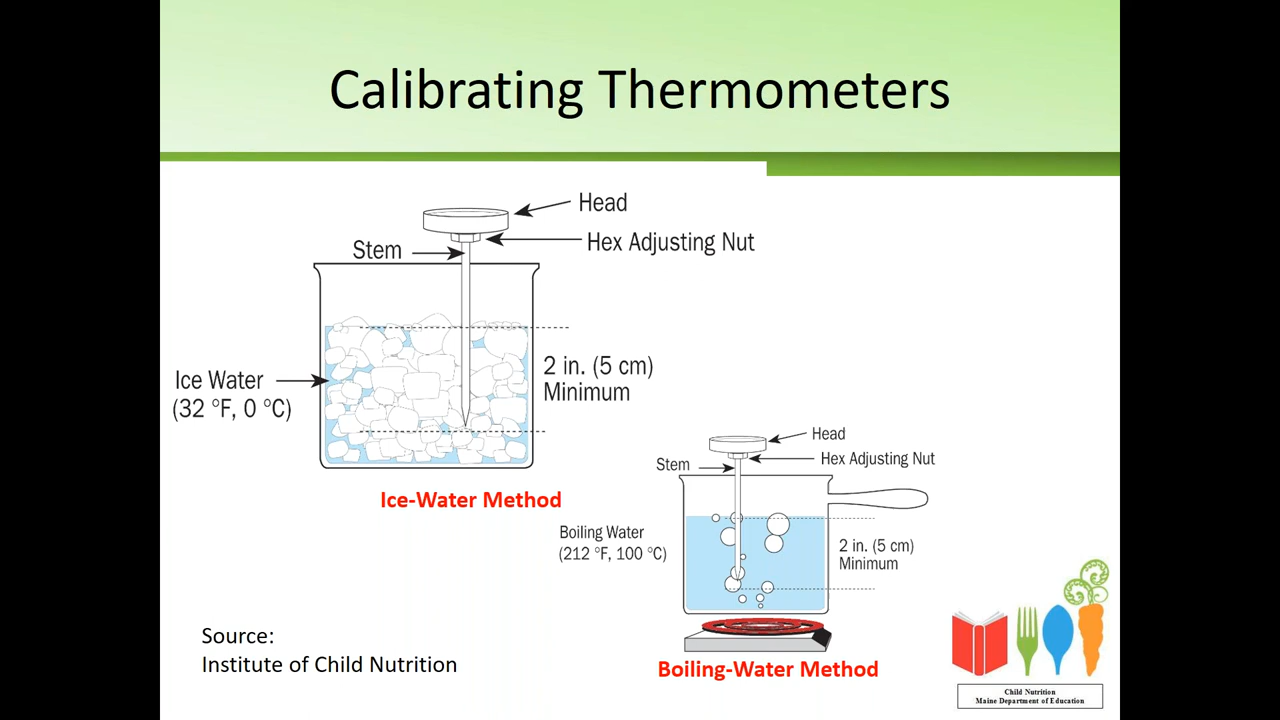 Calibrating Thermometers
Head
Hex Adjusting Nut
Stem
Ice Water
(32 °F, 0 °C)
2 in. (5 cm)
Minimum
Ice-Water Method
Head
Hex Adjusting Nut
Stem
Boiling Water
(212 °F, 100 °C)
2 in. (5 cm)
Minimum
Boiling-Water Method
Source:
Institute of Child Nutrition
Child Nutrition
Maine Department of Education